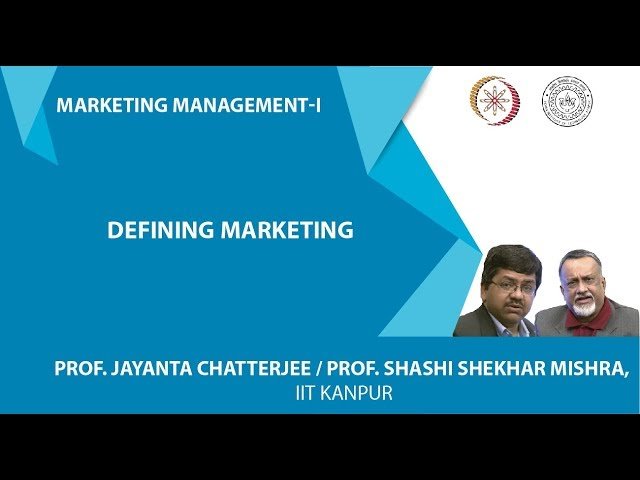 MARKETING MANAGEMENT-I
DEFINING MARKETING
PROF. JAYANTA CHATTERJEE / PROF. SHASHI SHEKHAR MISHRA,
IIT KANPUR